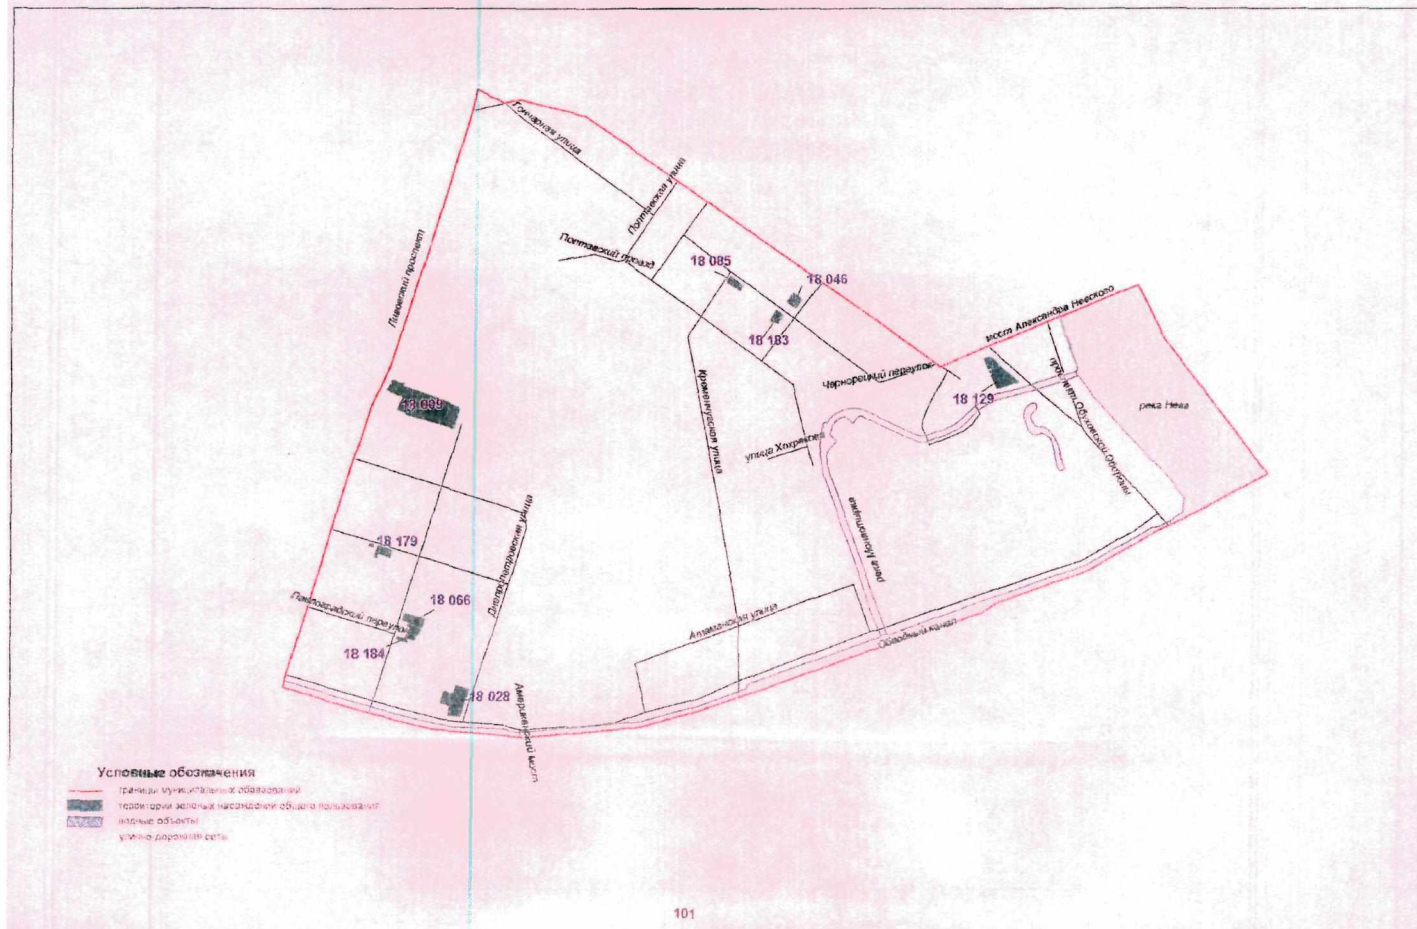 Гончарная улица
Полтавская улица
Полтавский проезд
Лиговский проспект
18 085
18 046
18 183
мост Александра Невского
Чернорецкий переулок
18 129
проспект Обуховской Обороны
река Нева
18 009
Кременчугская улица
улица Хохрякова
река Монастырка
Днепропетровская улица
18 179
Павлоградский переулок
18 066
18 184
Атаманская улица
Обводный канал
18 028
Американский мост
Условные обозначения
границы муниципальных образований
территории зеленых насаждений общего пользования
водные объекты
улично-дорожная сеть
101